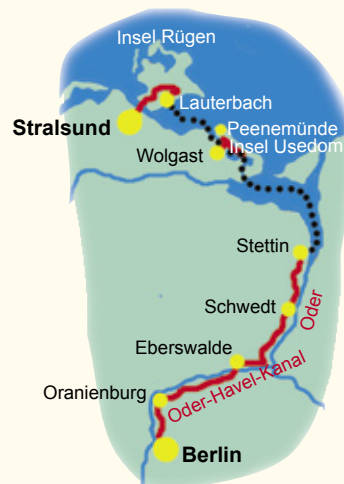 Insel Rügen
Lauterbach
Stralsund
Peenemünde
Wolgast
Insel Usedom
Stettin
Schwedt
Oder
Eberswalde
Oder-Havel-Kanal
Oranienburg
Berlin